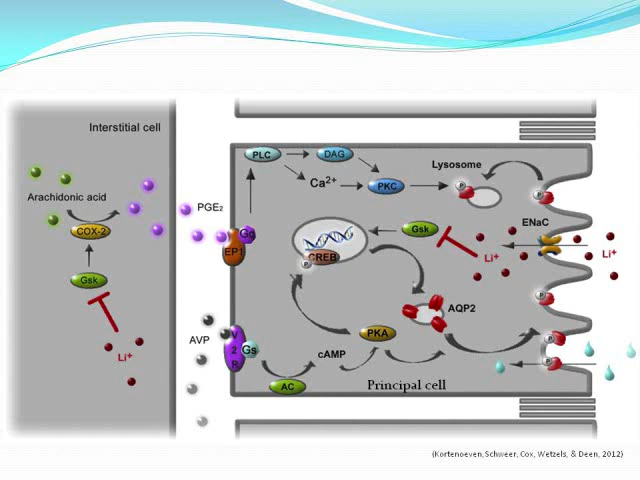 Interstitial cell
Arachidonic acid
COX-2
Gsk
Li+
PGE2
EP1
Gq
AVP
V
2
R
Gs
AC
cAMP
PKA
PLC
DAG
Ca2+
PKC
Lysosome
P
P
ENaC
Gsk
Li+
Li+
CREB
P
AQP2
P
P
P
Principal cell
(Kortenoeven, Schweer, Cox, Wetzels, & Deen, 2012)